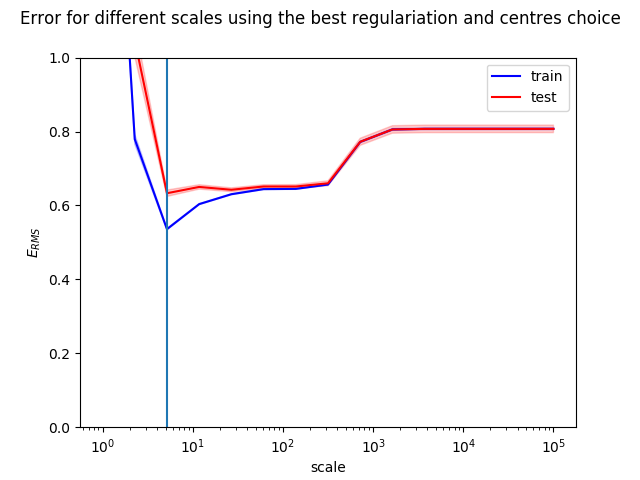 Error for different scales using the best regulariation and centres choice
train
test
1.0
0.8
0.6
0.4
0.2
0.0
E_{RMS}
10^0 10^1 10^2 10^3 10^4 10^5
scale